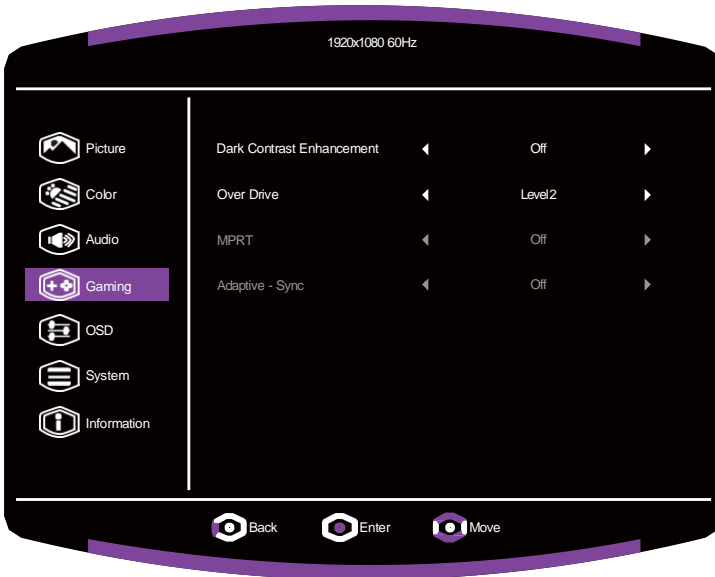 1920x1080 60Hz
Picture
Color
Audio
Gaming
OSD
System
Information
Dark Contrast Enhancement Off
Over Drive Level2
MPRT Off
Adaptive - Sync Off
Back Enter Move